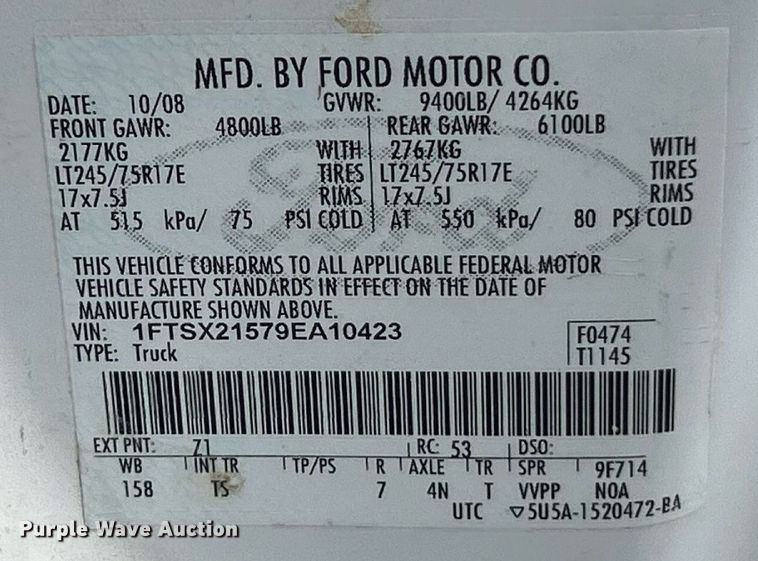 MFD. BY FORD MOTOR CO.
DATE: 10/08 GVWR: 9400LB/ 4264KG
FRONT GAWR: 4800LB REAR GAWR: 6100LB
2177KG WITH 2767KG WITH
LT245/75R17E TIRES LT245/75R17E TIRES
17x7.5J RIMS 17x7.5J RIMS
AT 515 kPa/ 75 PSI COLD AT 550 kPa/ 80 PSI COLD
Ford
THIS VEHICLE CONFORMS TO ALL APPLICABLE FEDERAL MOTOR
VEHICLE SAFETY STANDARDS IN EFFECT ON THE DATE OF
MANUFACTURE SHOWN ABOVE.
VIN: 1FTSX21579EA10423 F0474
TYPE: Truck T1145
EXT PNT: Z1 RC: 53 DSO:
WB INT TR TP/PS R AXLE TR SPR 9F714
158 TS 7 4N T VVPP NOA
UTC ▽5U5A-1520472-BA
Purple Wave Auction